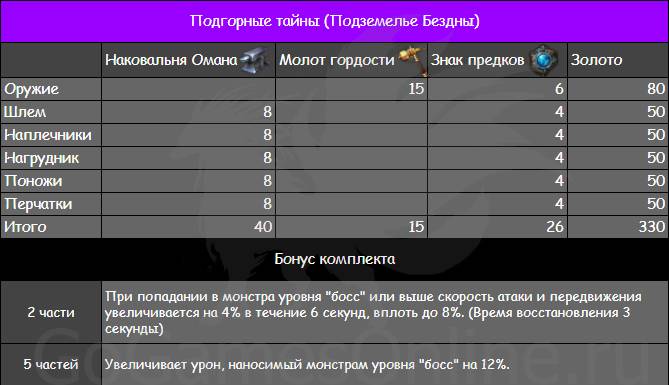 Подгорные тайны (Подземелье Бездны)
Наковальня Омана Молот гордости Знак предков Золото
Оружие 15 6 80
Шлем 8 4 50
Наплечники 8 4 50
Нагрудник 8 4 50
Поножи 8 4 50
Перчатки 8 4 50
Итого 40 15 26 330
Бонус комплекта
2 части
При попадании в монстра уровня "босс" или выше скорость атаки и передвижения
увеличивается на 4% в течение 6 секунд, вплоть до 8%. (Время восстановления 3
секунды)
5 частей
Увеличивает урон, наносимый монстрам уровня "босс" на 12%.
GoGamesOnline.ru